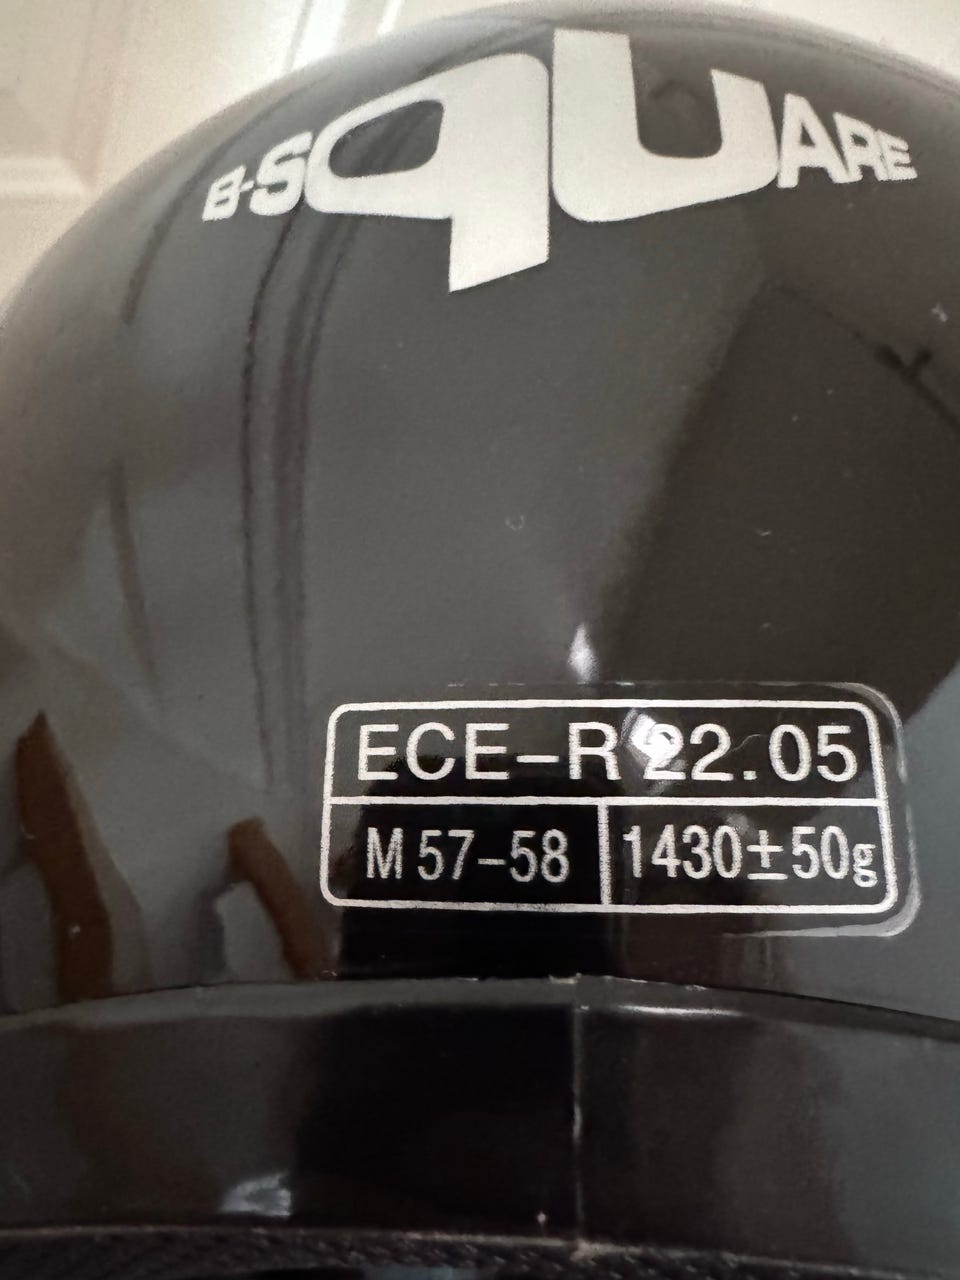 B-SQUARE
ECE-R 22.05
M 57-58
1430±50g